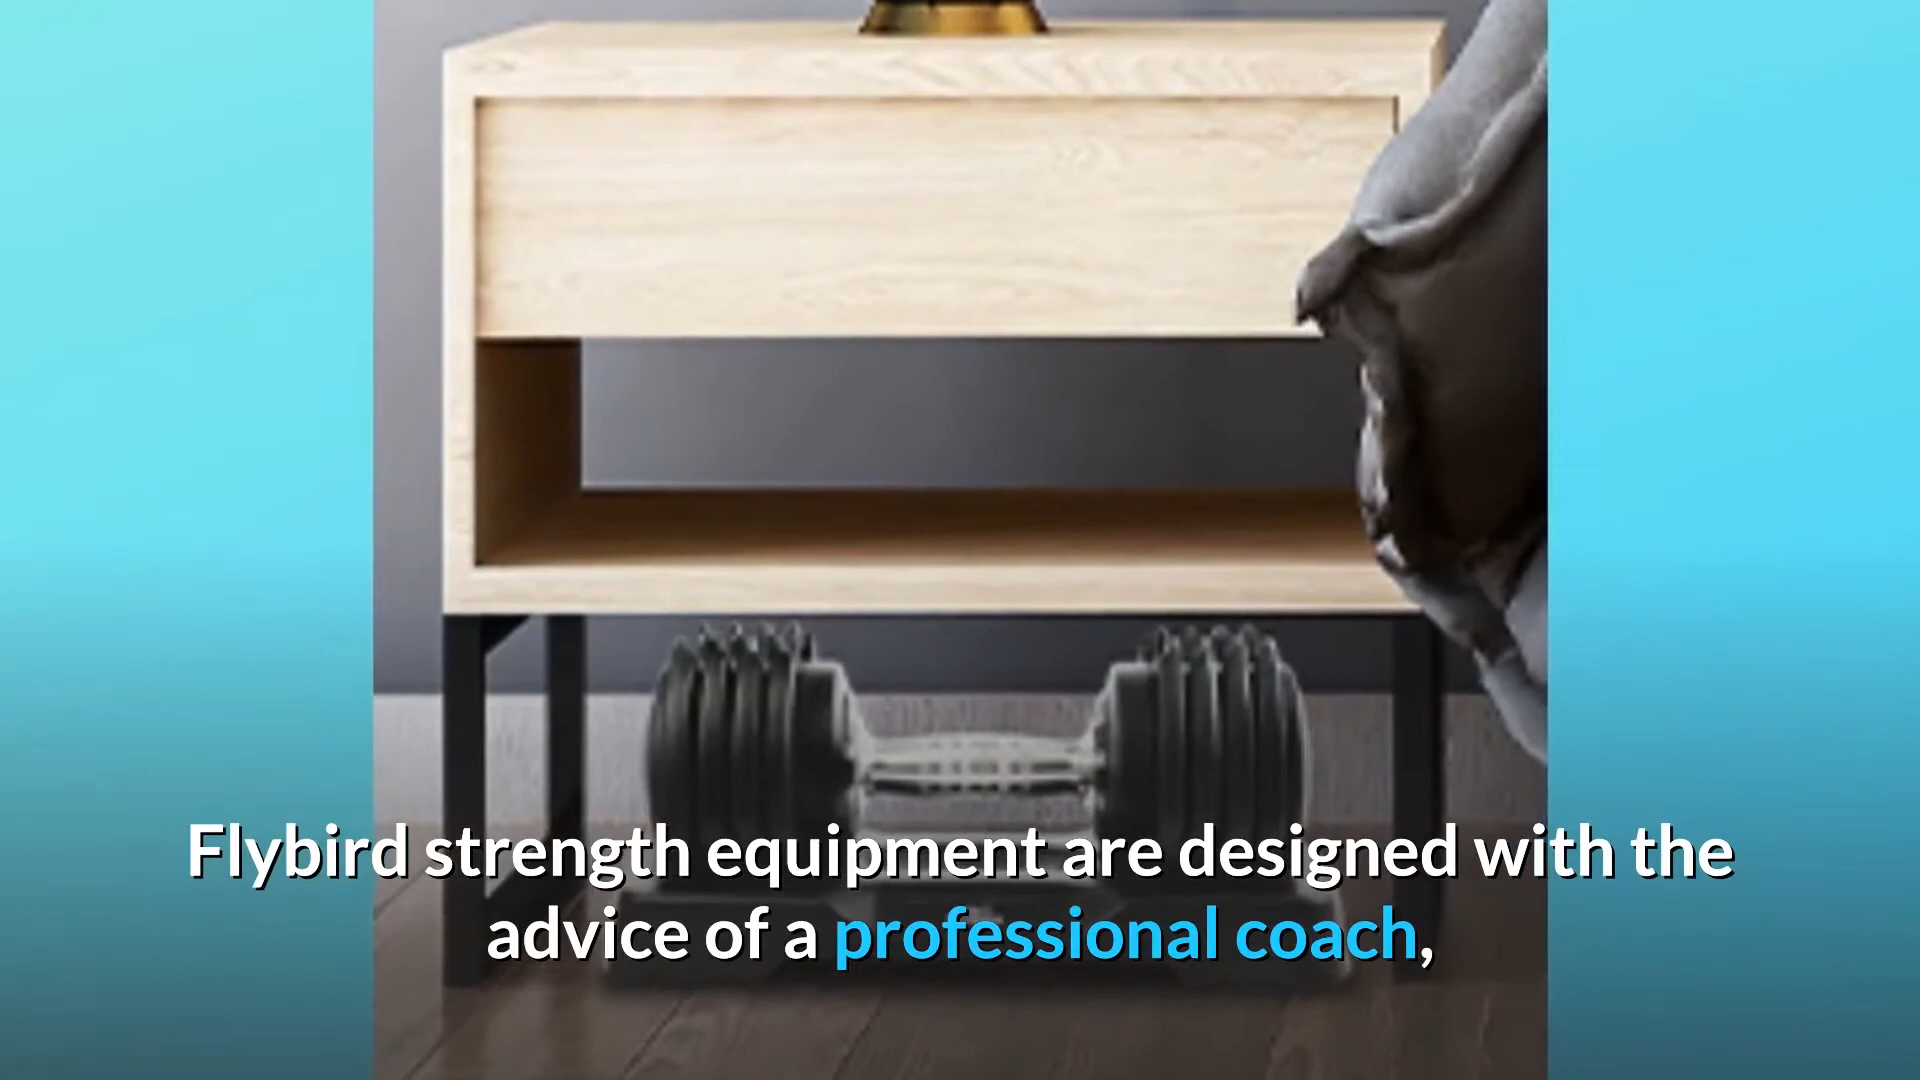 Flybird strength equipment are designed with the
advice of a professional coach,